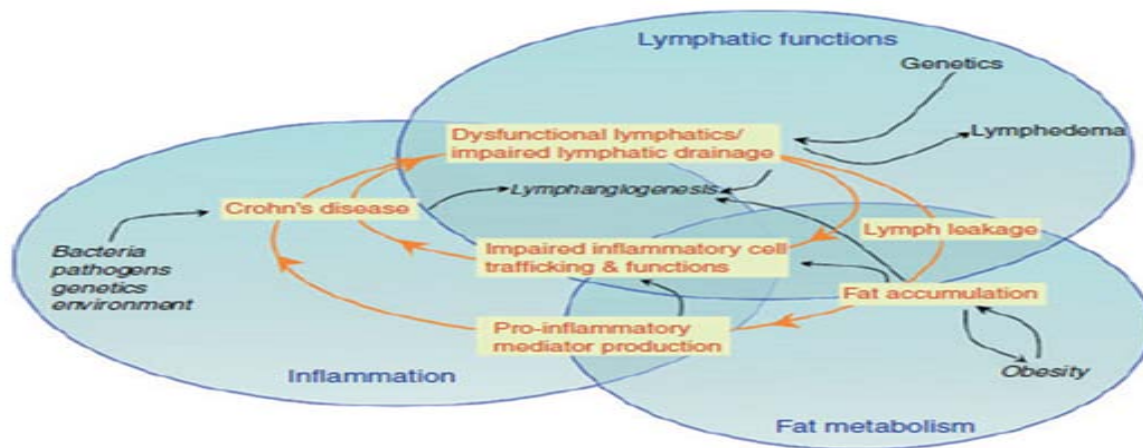 Lymphatic functions
Genetics
Dysfunctional lymphatics/
impaired lymphatic drainage
Lymphedema
Lymphangiogenesis
Crohn's disease
Lymph leakage
Bacteria
pathogens
genetics
environment
Impaired inflammatory cell
trafficking & functions
Fat accumulation
Pro-inflammatory
mediator production
Inflammation
Obesity
Fat metabolism